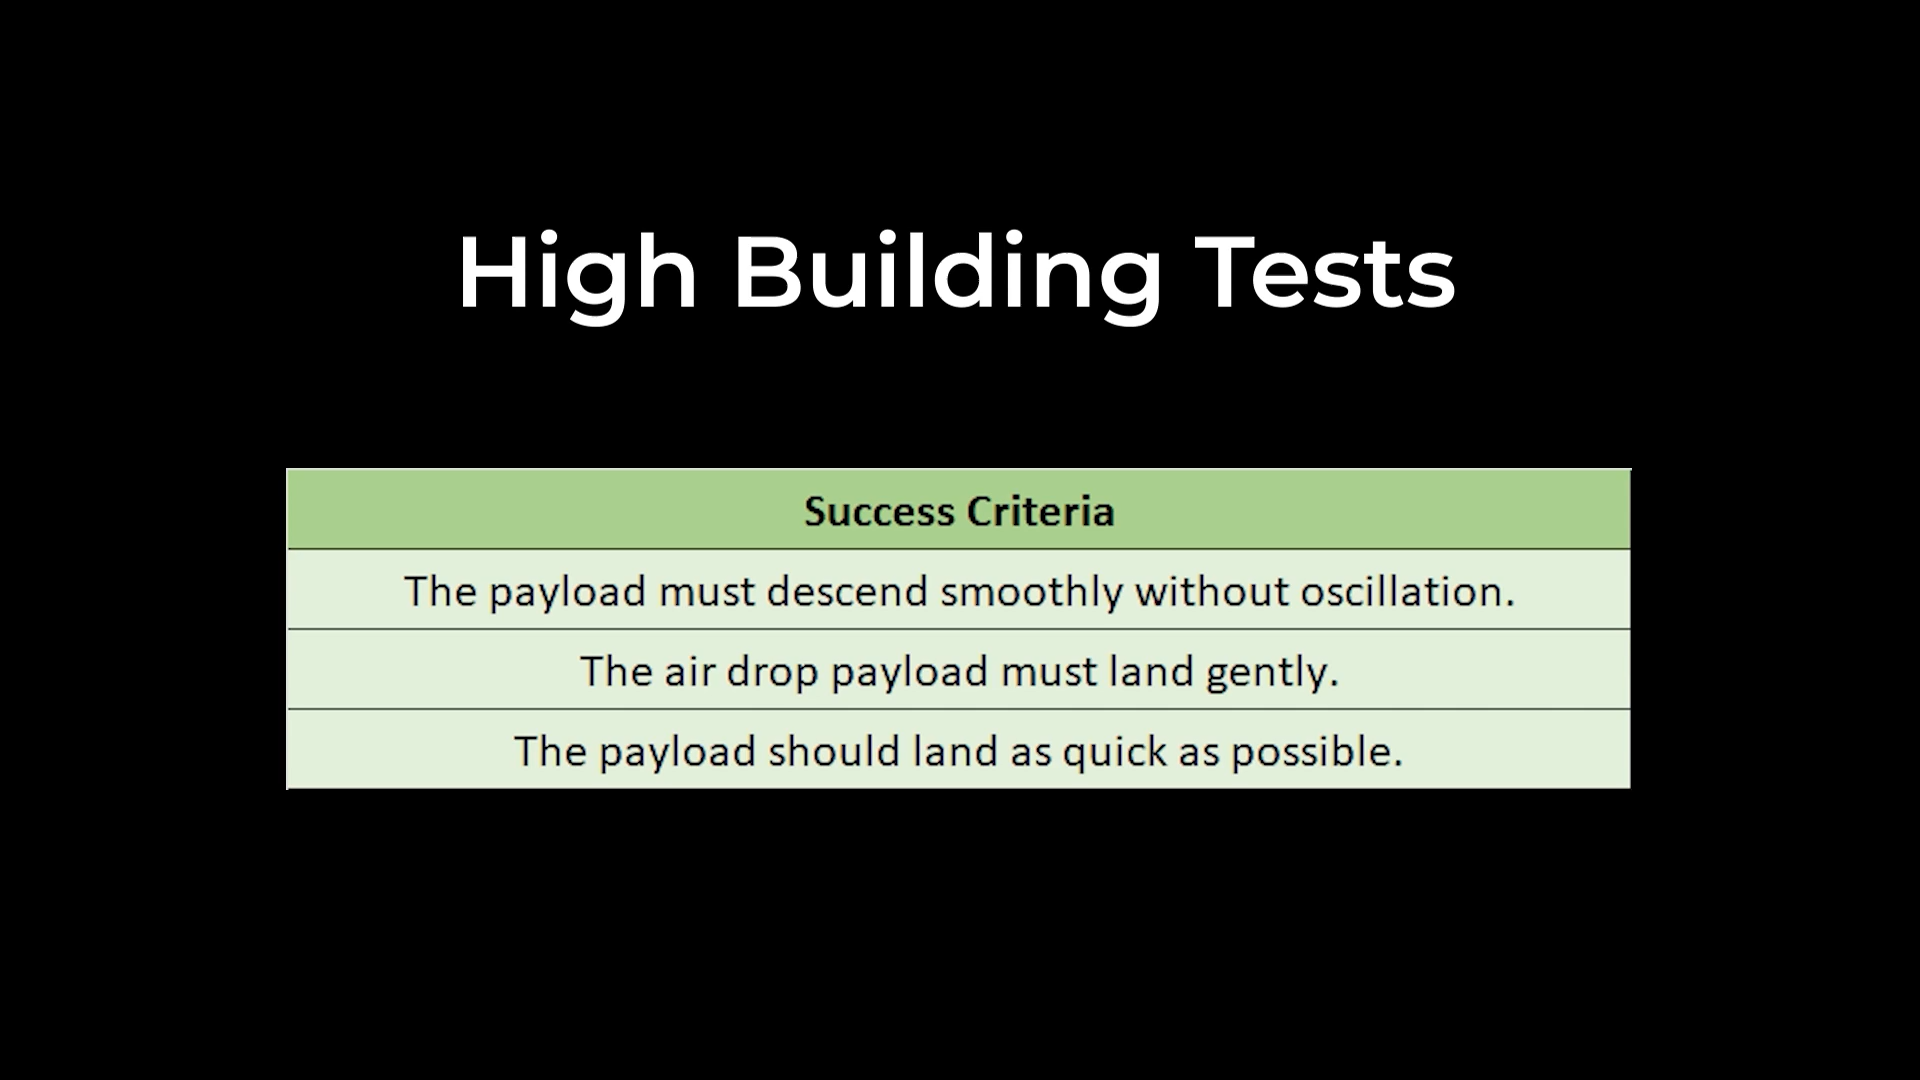 High Building Tests
Success Criteria
The payload must descend smoothly without oscillation.
The air drop payload must land gently.
The payload should land as quick as possible.